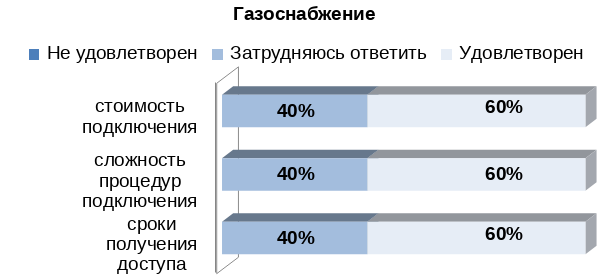 Газоснабжение
Не удовлетворен Затрудняюсь ответить Удовлетворен
стоимость
подключения
40% 60%
сложность
процедур
подключения
40% 60%
сроки
получения
доступа
40% 60%